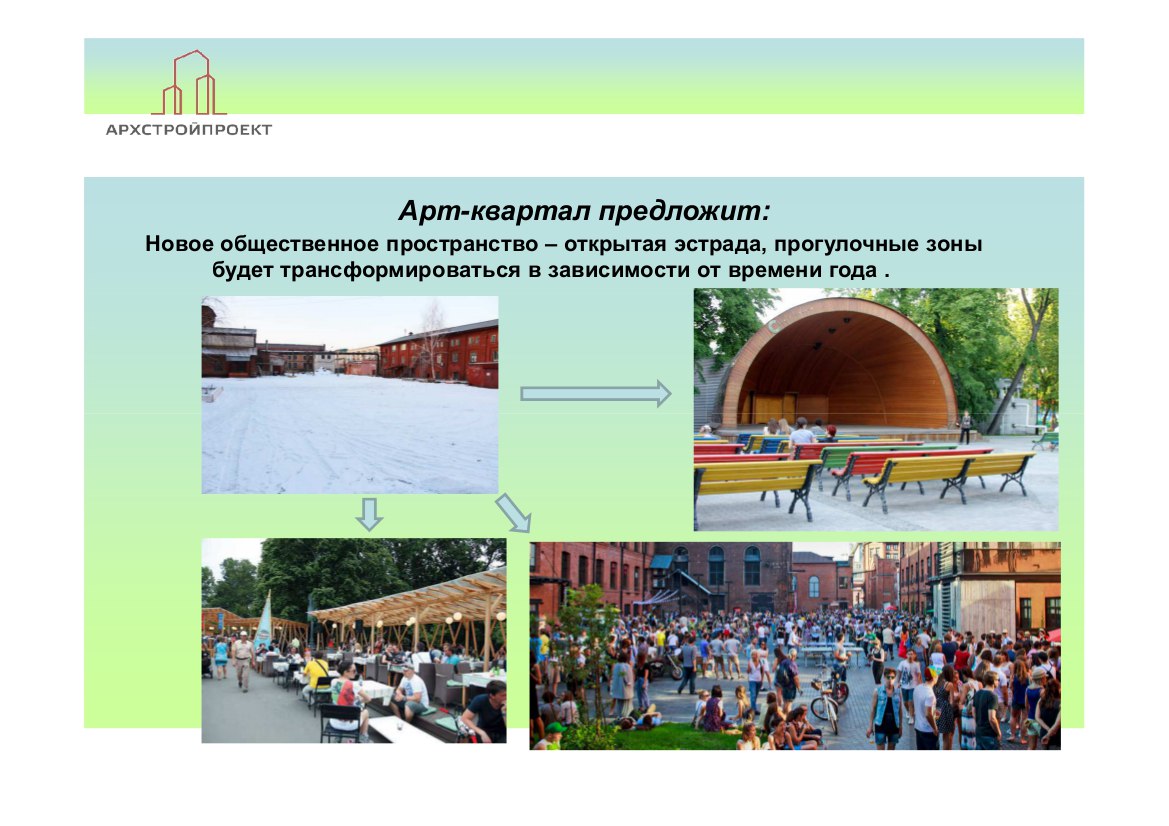 АРХСТРОЙПРОЕКТ
Арт-квартал предложит:
Новое общественное пространство – открытая эстрада, прогулочные зоны
будет трансформироваться в зависимости от времени года .